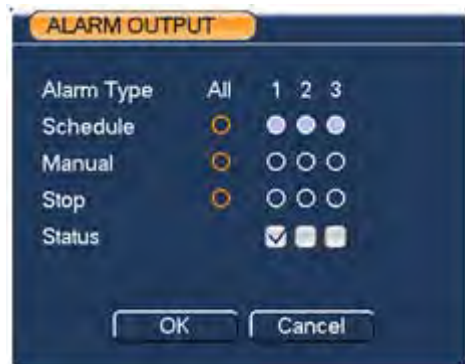 ALARM OUTPUT
Alarm Type All 1 2 3
Schedule
Manual
Stop
Status
OK Cancel